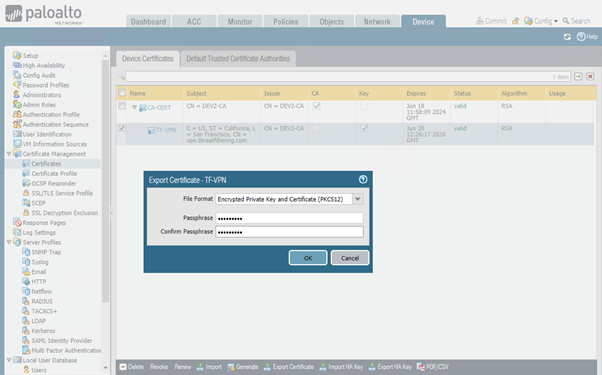 paloalto
NETWORKS
Dashboard ACC Monitor Policies Objects Network Device
Commit Config Search
Help
Setup
High Availability
Config Audit
Password Profiles
Administrators
Admin Roles
Authentication Profile
Authentication Sequence
User Identification
VM Information Sources
Certificate Management
Certificates
Certificate Profile
OCSP Responder
SSL/TLS Service Profile
SCEP
SSL Decryption Exclusion
Response Pages
Log Settings
Server Profiles
SNMP Trap
Syslog
Email
HTTP
Netflow
RADIUS
TACACS+
LDAP
Kerberos
SAML Identity Provider
Multi Factor Authentication
Local User Database
Users
Device Certificates Default Trusted Certificate Authorities
1 item
Name Subject Issuer CA Key Expires Status Algorithm Usage
CA-CERT CN = DEV2-CA CN = DEV2-CA Jun 18 11:58:09 2024 GMT valid RSA
TF-VPN C = US, ST = California, L = San Francisco, CN = vpn.threatfiltering.com CN = DEV2-CA Jun 20 12:26:17 2020 GMT valid RSA
Export Certificate - TF-VPN
File Format Encrypted Private Key and Certificate (PKCS12)
Passphrase •••••••••
Confirm Passphrase •••••••••
OK Cancel
Delete Revoke Renew Import Generate Export Certificate Import HA Key Export HA Key PDF/CSV